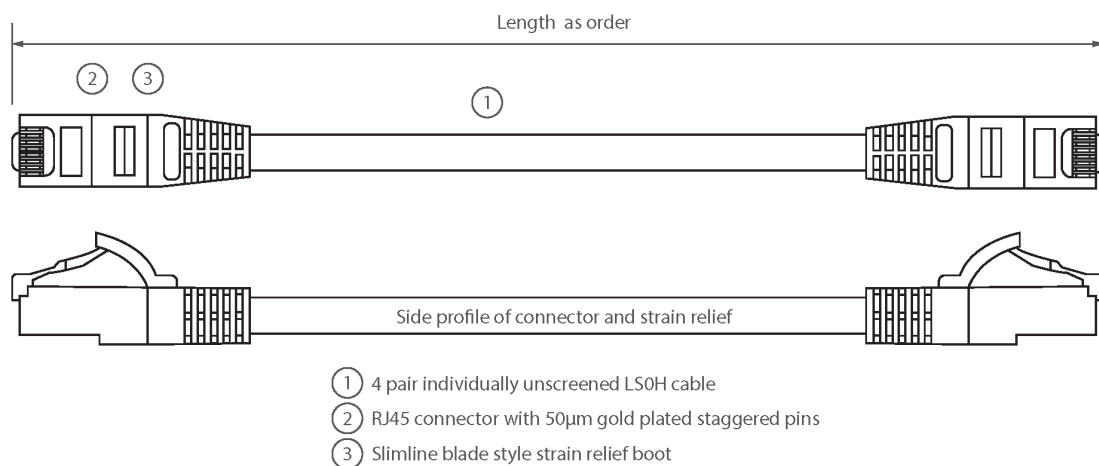 Length as order
2 3
1
Side profile of connector and strain relief
1 4 pair individually unscreened LS0H cable
2 RJ45 connector with 50µm gold plated staggered pins
3 Slimline blade style strain relief boot